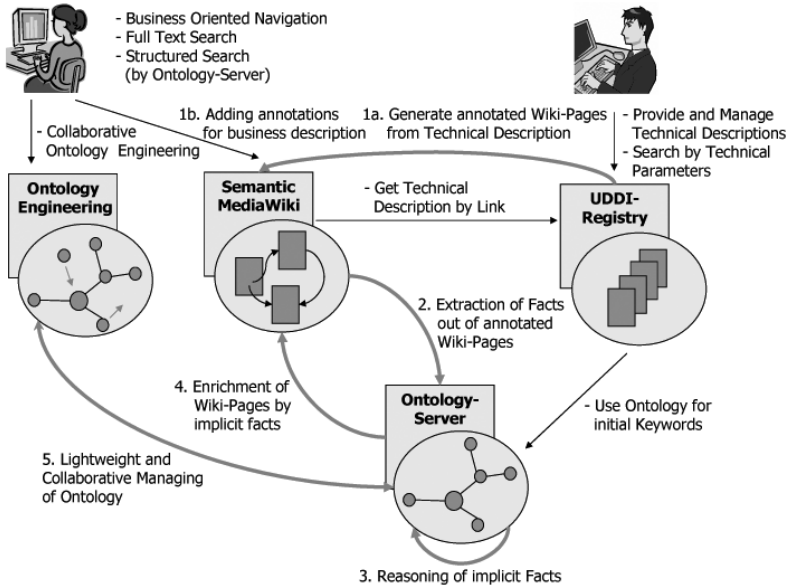 - Business Oriented Navigation
- Full Text Search
- Structured Search
(by Ontology-Server)
- Collaborative
Ontology Engineering
1b. Adding annotations
for business description
1a. Generate annotated Wiki-Pages
from Technical Description
- Provide and Manage
Technical Descriptions
- Search by Technical
Parameters
Ontology
Engineering
Semantic
MediaWiki
- Get Technical
Description by Link
UDDI-
Registry
2. Extraction of Facts
out of annotated
Wiki-Pages
4. Enrichment of
Wiki-Pages by
implicit facts
Ontology-
Server
- Use Ontology for
initial Keywords
5. Lightweight and
Collaborative Managing
of Ontology
3. Reasoning of implicit Facts